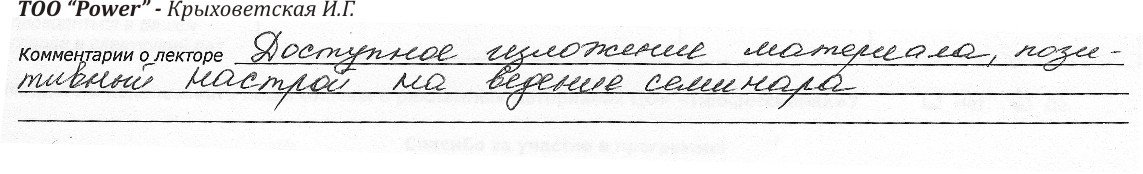 ТОО “Power” - Крыховетская И.Г.
Комментарии о лекторе Доступное изложение материала, пози-
тивный настрой на ведение семинара
Спасибо за участие в программе!